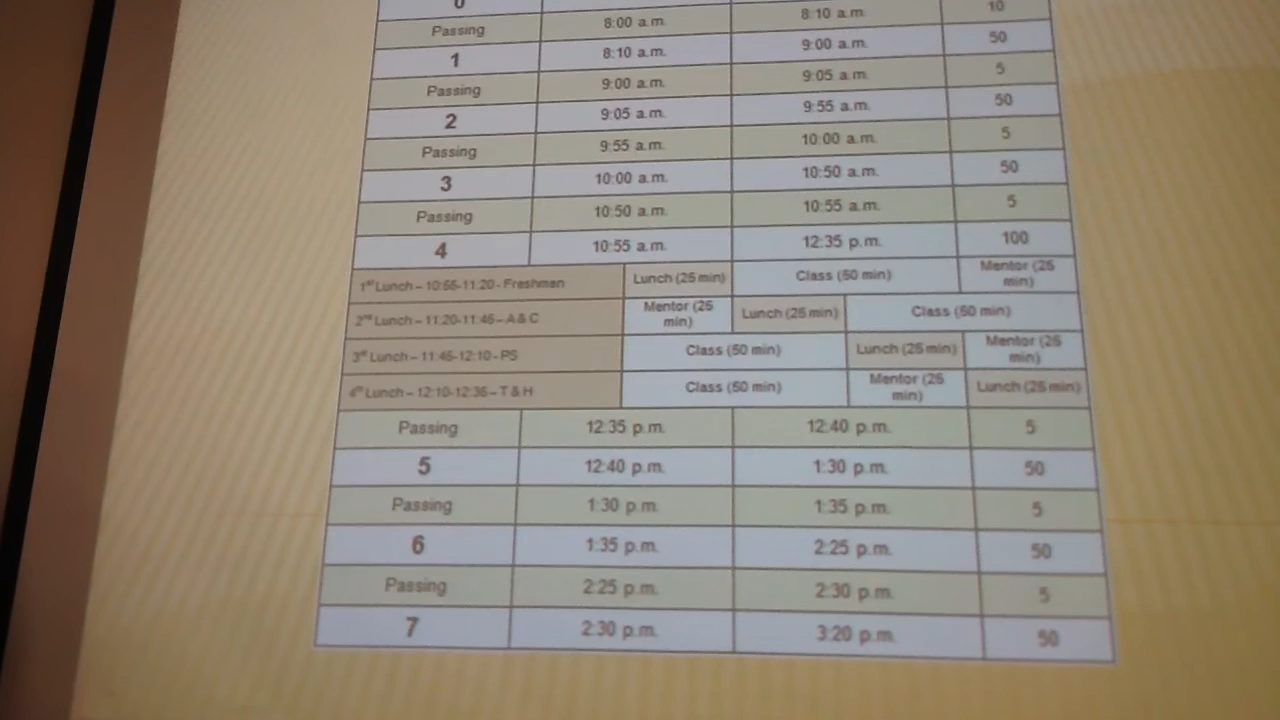 0
Passing 8:00 a.m. 8:10 a.m. 10
1 8:10 a.m. 9:00 a.m. 50
Passing 9:00 a.m. 9:05 a.m. 5
2 9:05 a.m. 9:55 a.m. 50
Passing 9:55 a.m. 10:00 a.m. 5
3 10:00 a.m. 10:50 a.m. 50
Passing 10:50 a.m. 10:55 a.m. 5
4 10:55 a.m. 12:35 p.m. 100
1st Lunch – 10:55-11:20 - Freshman Lunch (25 min) Class (50 min) Mentor (25 min)
2nd Lunch – 11:20-11:45 – A & C Mentor (25 min) Lunch (25 min) Class (50 min)
3rd Lunch – 11:45-12:10 - PS Class (50 min) Lunch (25 min) Mentor (25 min)
4th Lunch – 12:10-12:35 – T & H Class (50 min) Mentor (25 min) Lunch (25 min)
Passing 12:35 p.m. 12:40 p.m. 5
5 12:40 p.m. 1:30 p.m. 50
Passing 1:30 p.m. 1:35 p.m. 5
6 1:35 p.m. 2:25 p.m. 50
Passing 2:25 p.m. 2:30 p.m. 5
7 2:30 p.m. 3:20 p.m. 50